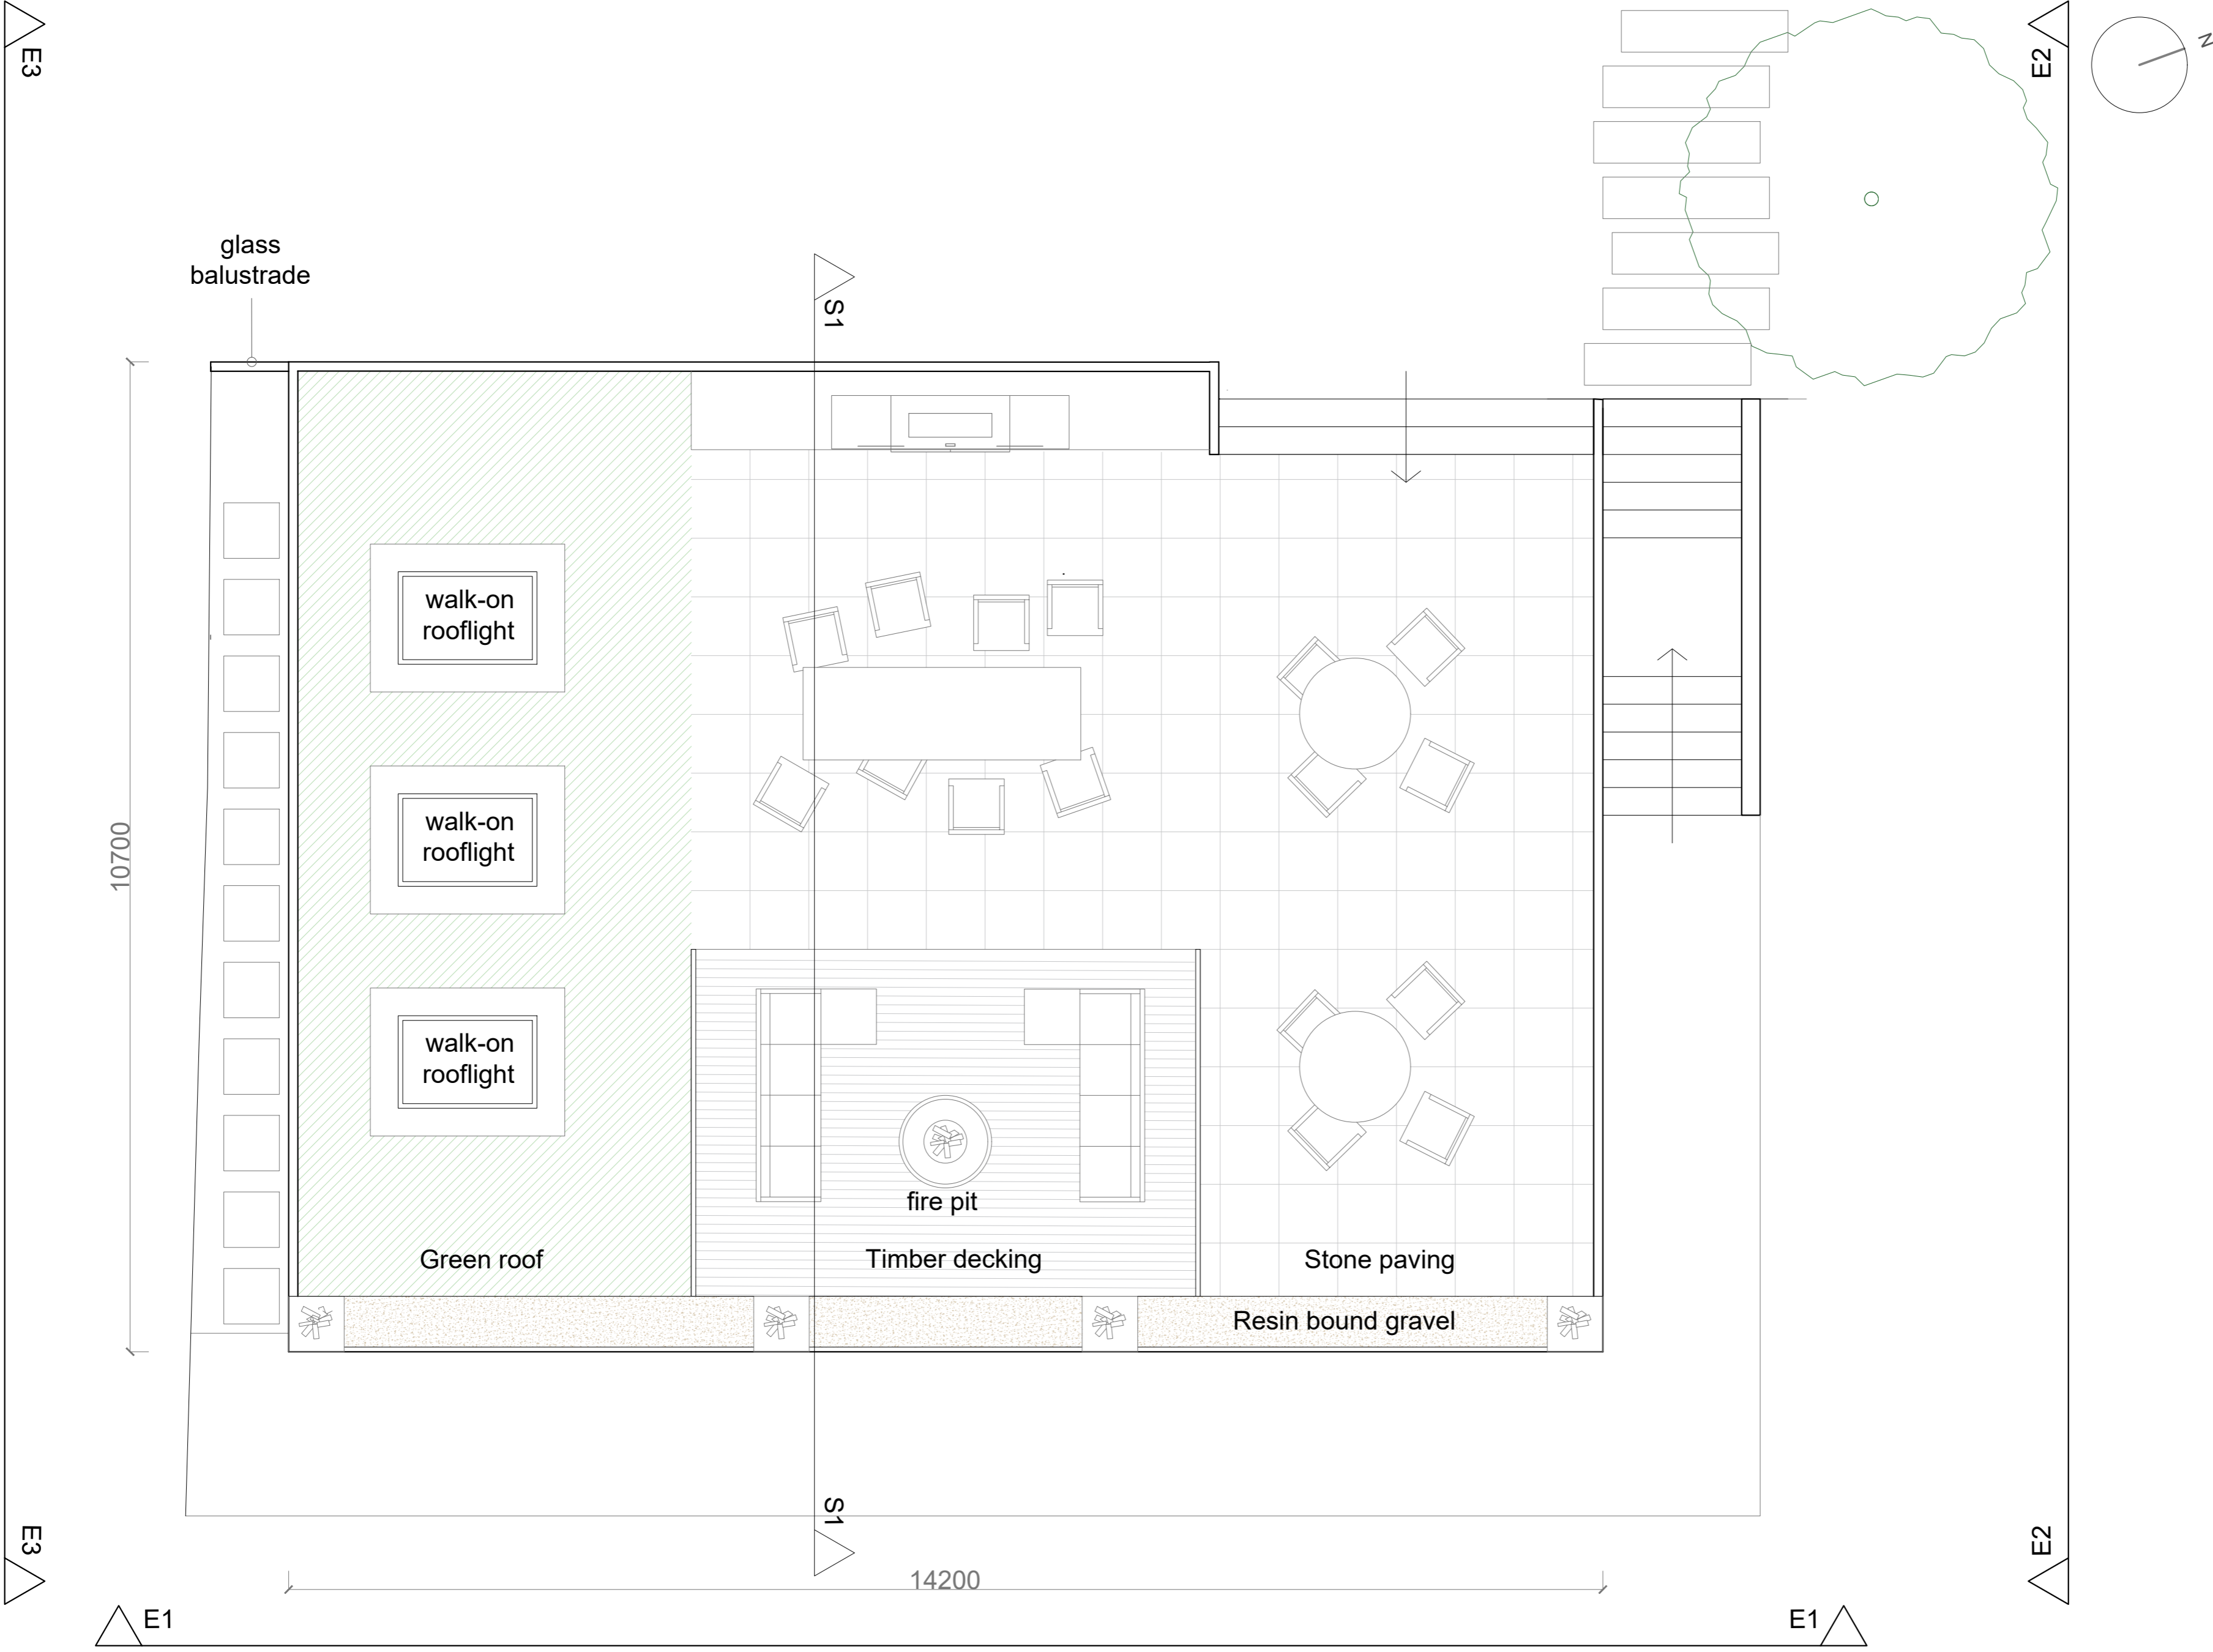 E3
E2
N
glass
balustrade
S1
walk-on
rooflight
walk-on
rooflight
10700
walk-on
rooflight
fire pit
Green roof
Timber decking
Stone paving
Resin bound gravel
S1
E3
E2
14200
E1
E1